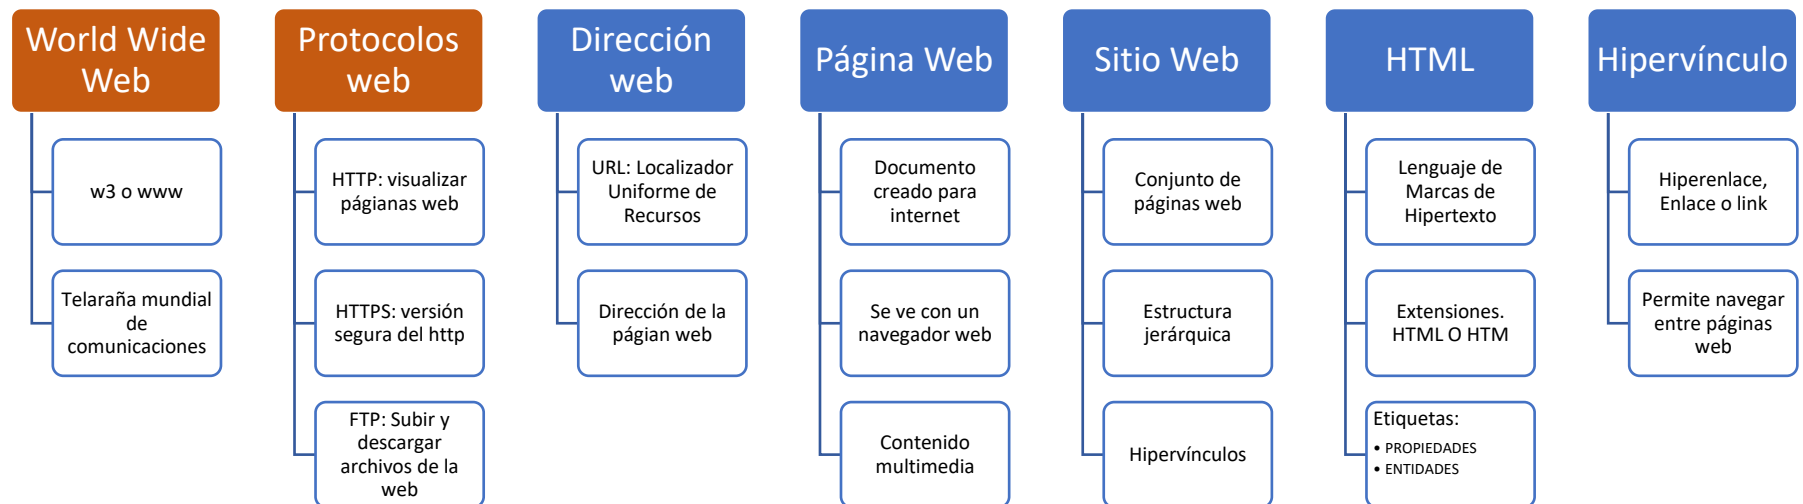 World Wide
Web
w3 o www
Telaraña mundial
de
comunicaciones
Protocolos
web
HTTP: visualizar
págianas web
HTTPS: versión
segura del http
FTP: Subir y
descargar
archivos de la
web
Dirección
web
URL: Localizador
Uniforme de
Recursos
Dirección de la
págian web
Página Web
Documento
creado para
internet
Se ve con un
navegador web
Contenido
multimedia
Sitio Web
Conjunto de
páginas web
Estructura
jerárquica
Hipervínculos
HTML
Lenguaje de
Marcas de
Hipertexto
Extensiones.
HTML O HTM
Etiquetas:
• PROPIEDADES
• ENTIDADES
Hipervínculo
Hiperenlace,
Enlace o link
Permite navegar
entre páginas
web